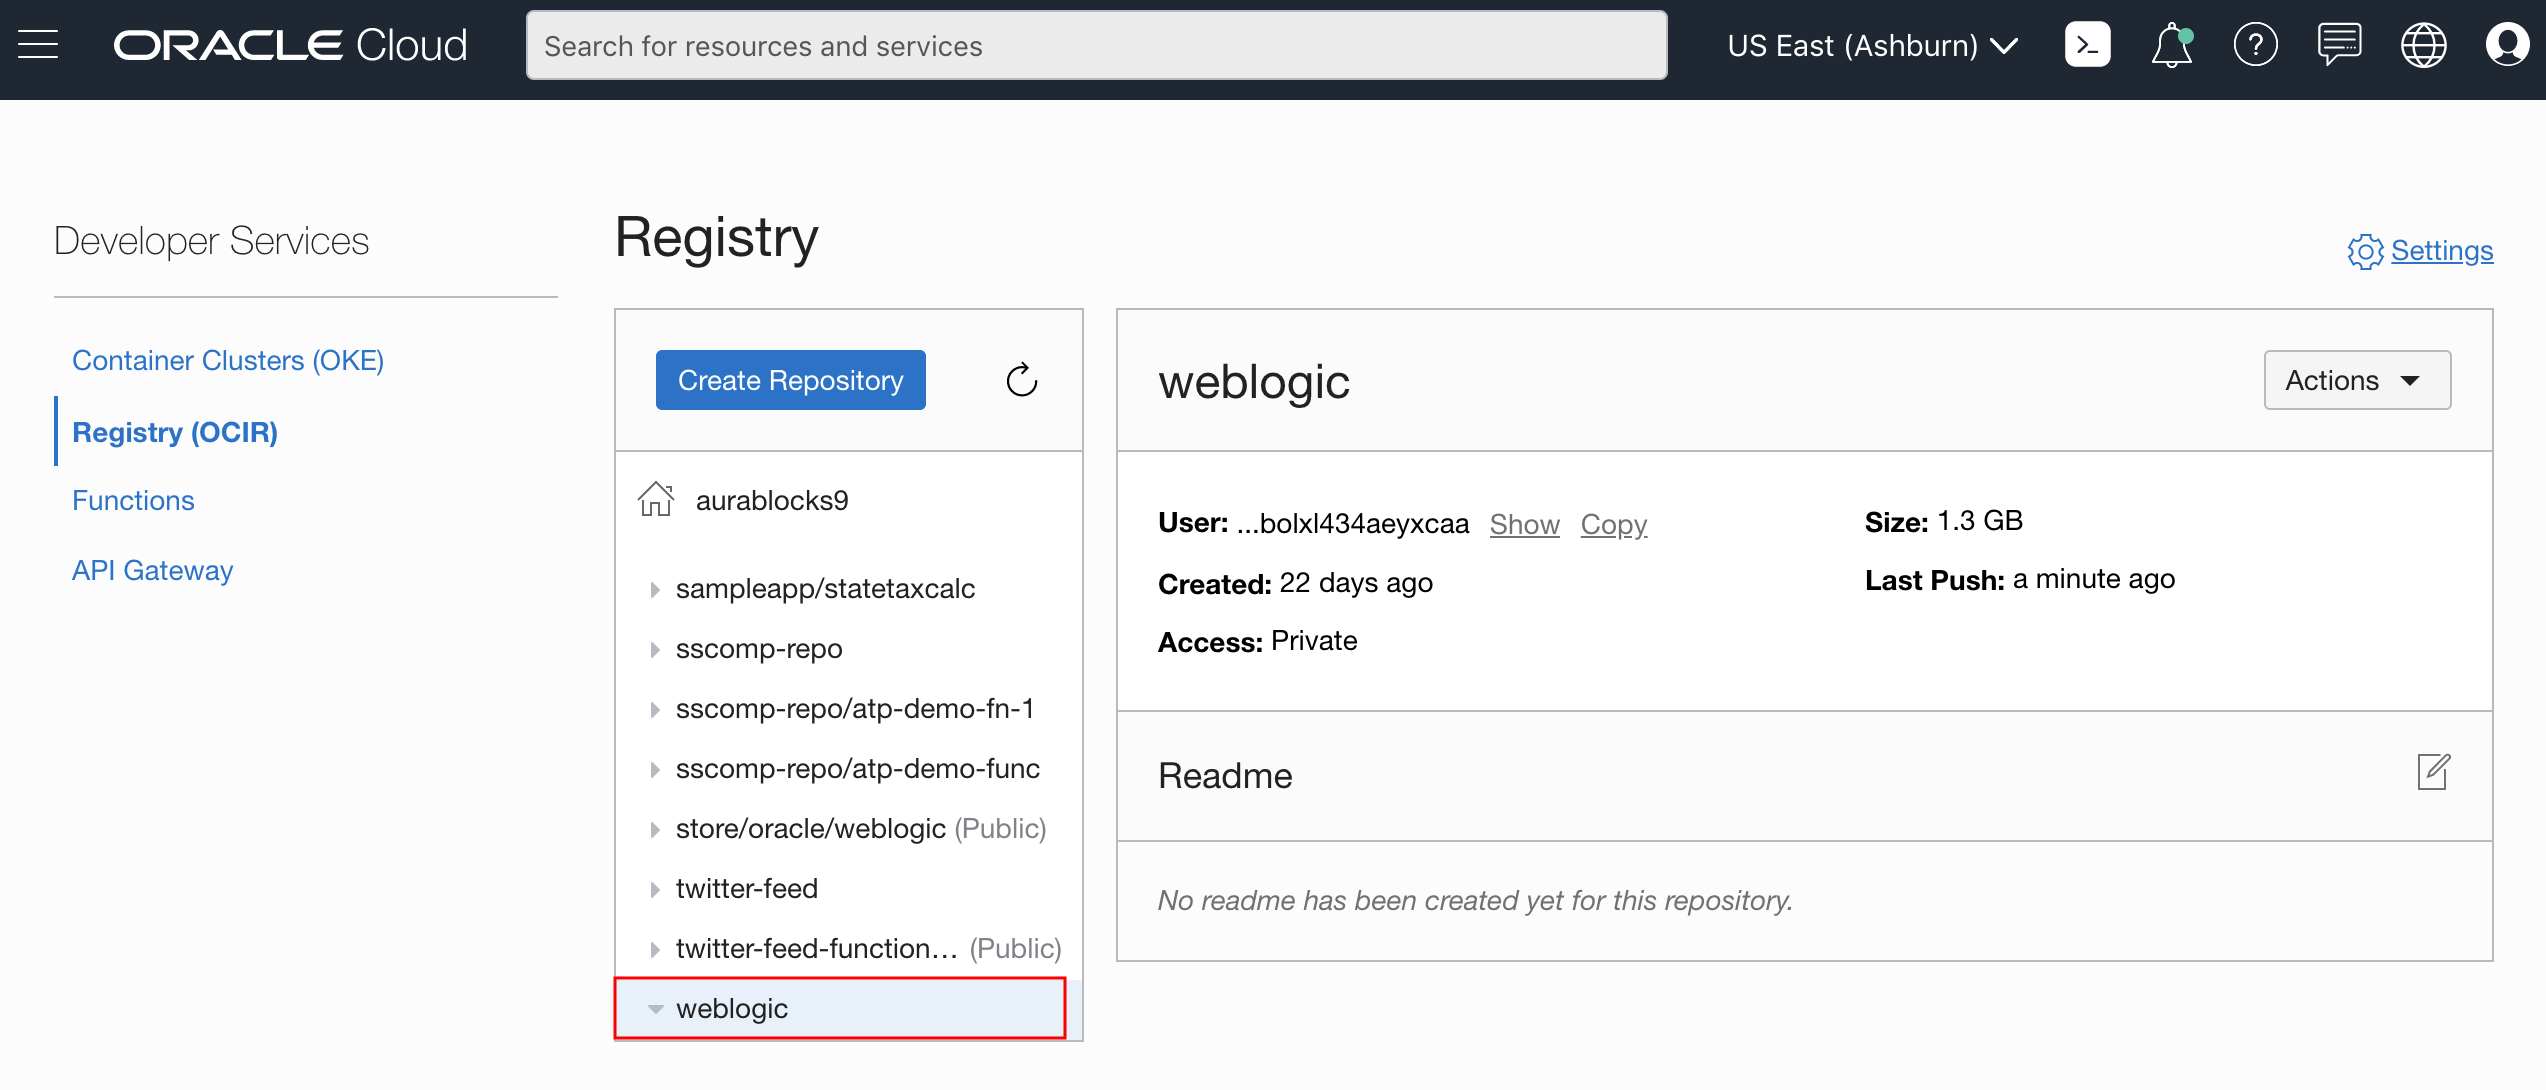 ORACLE Cloud
Search for resources and services
US East (Ashburn)
Developer Services
Container Clusters (OKE)
Registry (OCIR)
Functions
API Gateway
Registry
Settings
Create Repository
aurablocks9
sampleapp/statetaxcalc
sscomp-repo
sscomp-repo/atp-demo-fn-1
sscomp-repo/atp-demo-func
store/oracle/weblogic (Public)
twitter-feed
twitter-feed-function... (Public)
weblogic
weblogic
Actions
User: ...bolxl434aeyxcaa Show Copy
Created: 22 days ago
Access: Private
Size: 1.3 GB
Last Push: a minute ago
Readme
No readme has been created yet for this repository.